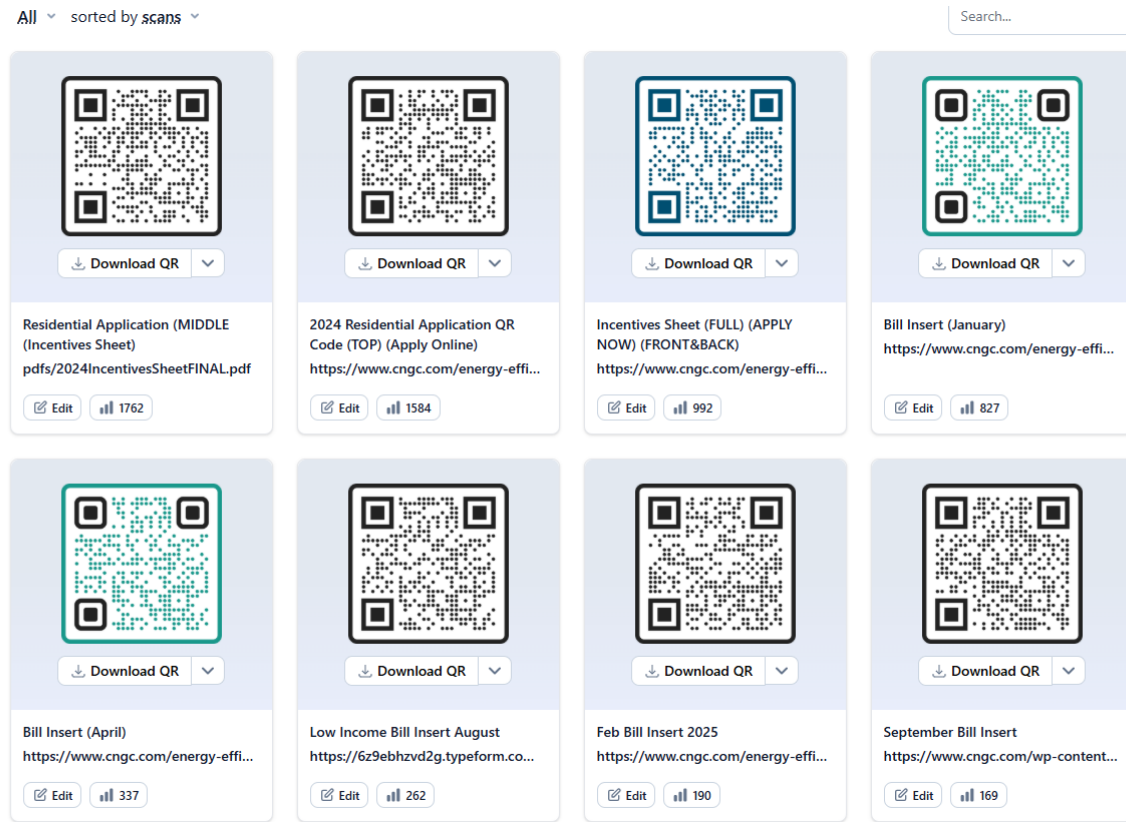 All sorted by scans
Search...
Download QR
Download QR
Download QR
Download QR
Residential Application (MIDDLE
(Incentives Sheet)
pdfs/2024IncentivesSheetFINAL.pdf
Edit 1762
2024 Residential Application QR
Code (TOP) (Apply Online)
https://www.cngc.com/energy-effi...
Edit 1584
Incentives Sheet (FULL) (APPLY
NOW) (FRONT&BACK)
https://www.cngc.com/energy-effi...
Edit 992
Bill Insert (January)
https://www.cngc.com/energy-effi...
Edit 827
Download QR
Download QR
Download QR
Download QR
Bill Insert (April)
https://www.cngc.com/energy-effi...
Edit 337
Low Income Bill Insert August
https://6z9ebhzvd2g.typeform.co...
Edit 262
Feb Bill Insert 2025
https://www.cngc.com/energy-effi...
Edit 190
September Bill Insert
https://www.cngc.com/wp-content...
Edit 169